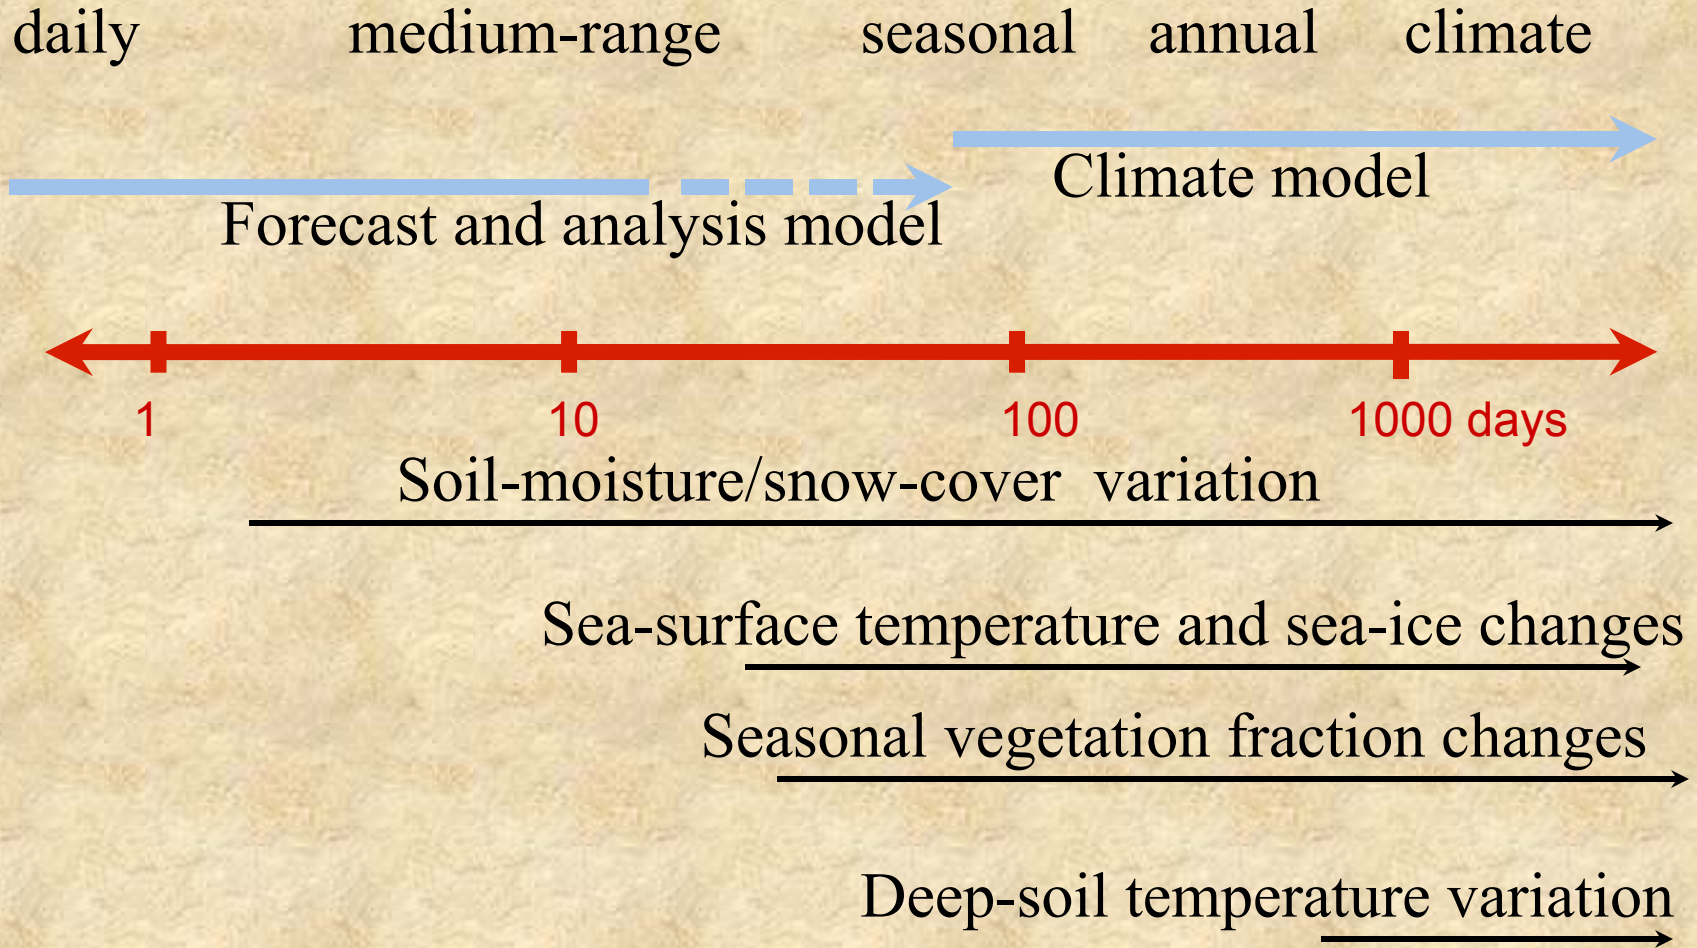 daily medium-range seasonal annual climate
Climate model
Forecast and analysis model
1 10 100 1000 days
Soil-moisture/snow-cover variation
Sea-surface temperature and sea-ice changes
Seasonal vegetation fraction changes
Deep-soil temperature variation